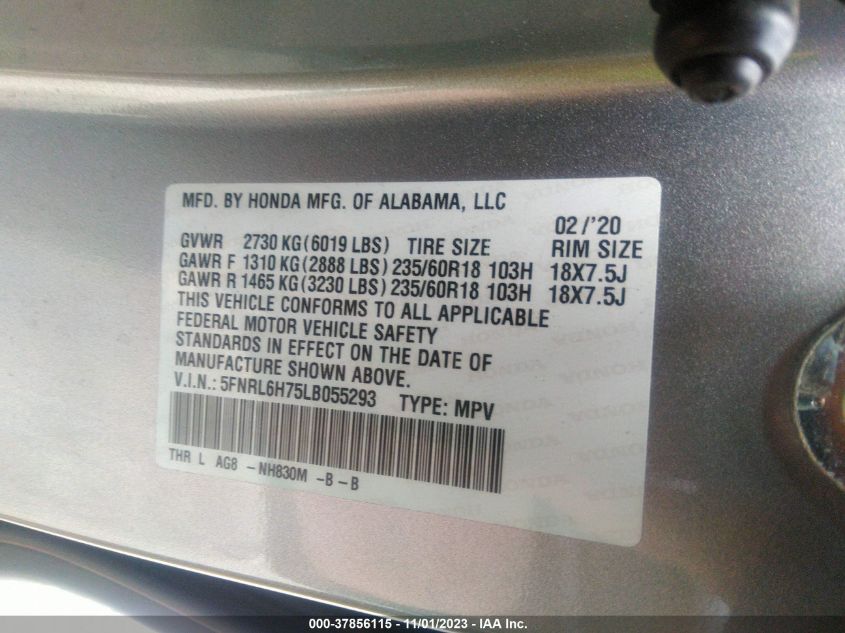 MFD. BY HONDA MFG. OF ALABAMA, LLC
02/'20
GVWR 2730 KG(6019 LBS) TIRE SIZE RIM SIZE
GAWR F 1310 KG(2888 LBS) 235/60R18 103H 18X7.5J
GAWR R 1465 KG(3230 LBS) 235/60R18 103H 18X7.5J
THIS VEHICLE CONFORMS TO ALL APPLICABLE
FEDERAL MOTOR VEHICLE SAFETY
STANDARDS IN EFFECT ON THE DATE OF
MANUFACTURE SHOWN ABOVE.
V.I.N.: 5FNRL6H75LB055293 TYPE: MPV
THR L AG8 -NH830M -B-B
000-37856115 - 11/01/2023 - IAA Inc.